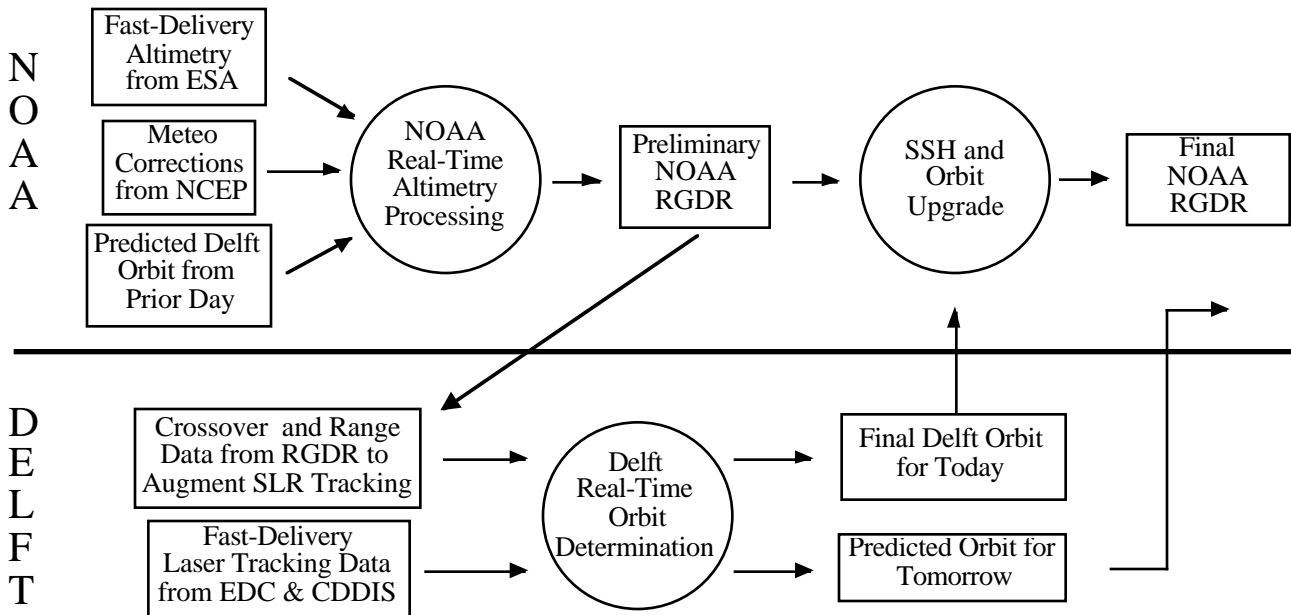 NOAA
Fast-Delivery
Altimetry
from ESA
Meteo
Corrections
from NCEP
Predicted Delft
Orbit from
Prior Day
NOAA
Real-Time
Altimetry
Processing
Preliminary
NOAA
RGDR
SSH and
Orbit
Upgrade
Final
NOAA
RGDR
DELFT
Crossover and Range
Data from RGDR to
Augment SLR Tracking
Fast-Delivery
Laser Tracking Data
from EDC & CDDIS
Delft
Real-Time
Orbit
Determination
Final Delft Orbit
for Today
Predicted Orbit for
Tomorrow